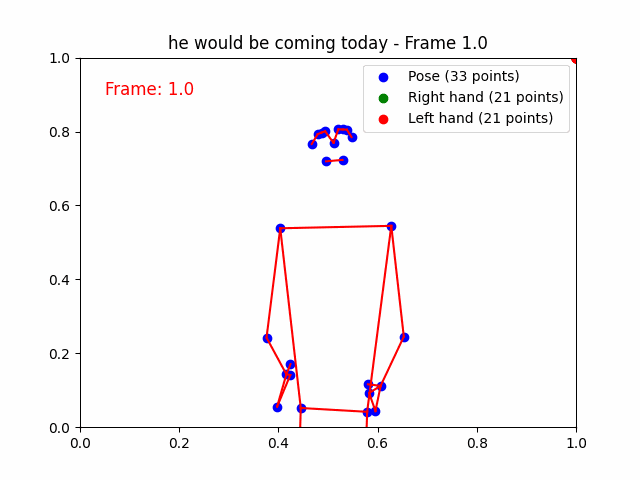 he would be coming today - Frame 1.0
Frame: 1.0
Pose (33 points)
Right hand (21 points)
Left hand (21 points)
1.0
0.8
0.6
0.4
0.2
0.0
0.0 0.2 0.4 0.6 0.8 1.0